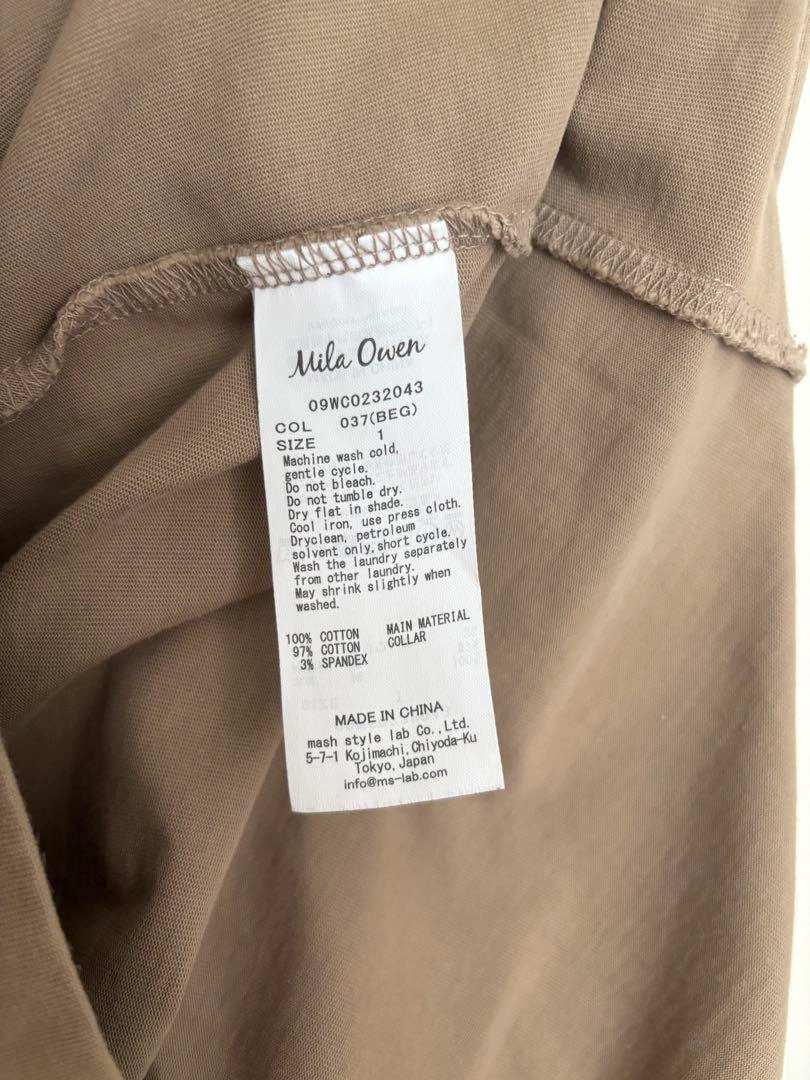 Mila Owen
09WCO232043
COL 037(BEG)
SIZE 1
Machine wash cold,
gentle cycle.
Do not bleach.
Do not tumble dry.
Dry flat in shade.
Cool iron, use press cloth.
Dryclean, petroleum
solvent only,short cycle.
Wash the laundry separately
from other laundry.
May shrink slightly when
washed.
100% COTTON MAIN MATERIAL
97% COTTON COLLAR
3% SPANDEX
MADE IN CHINA
mash style lab Co.,Ltd.
5-7-1 Kojimachi,Chiyoda-Ku
Tokyo,Japan
info@ms-lab.com